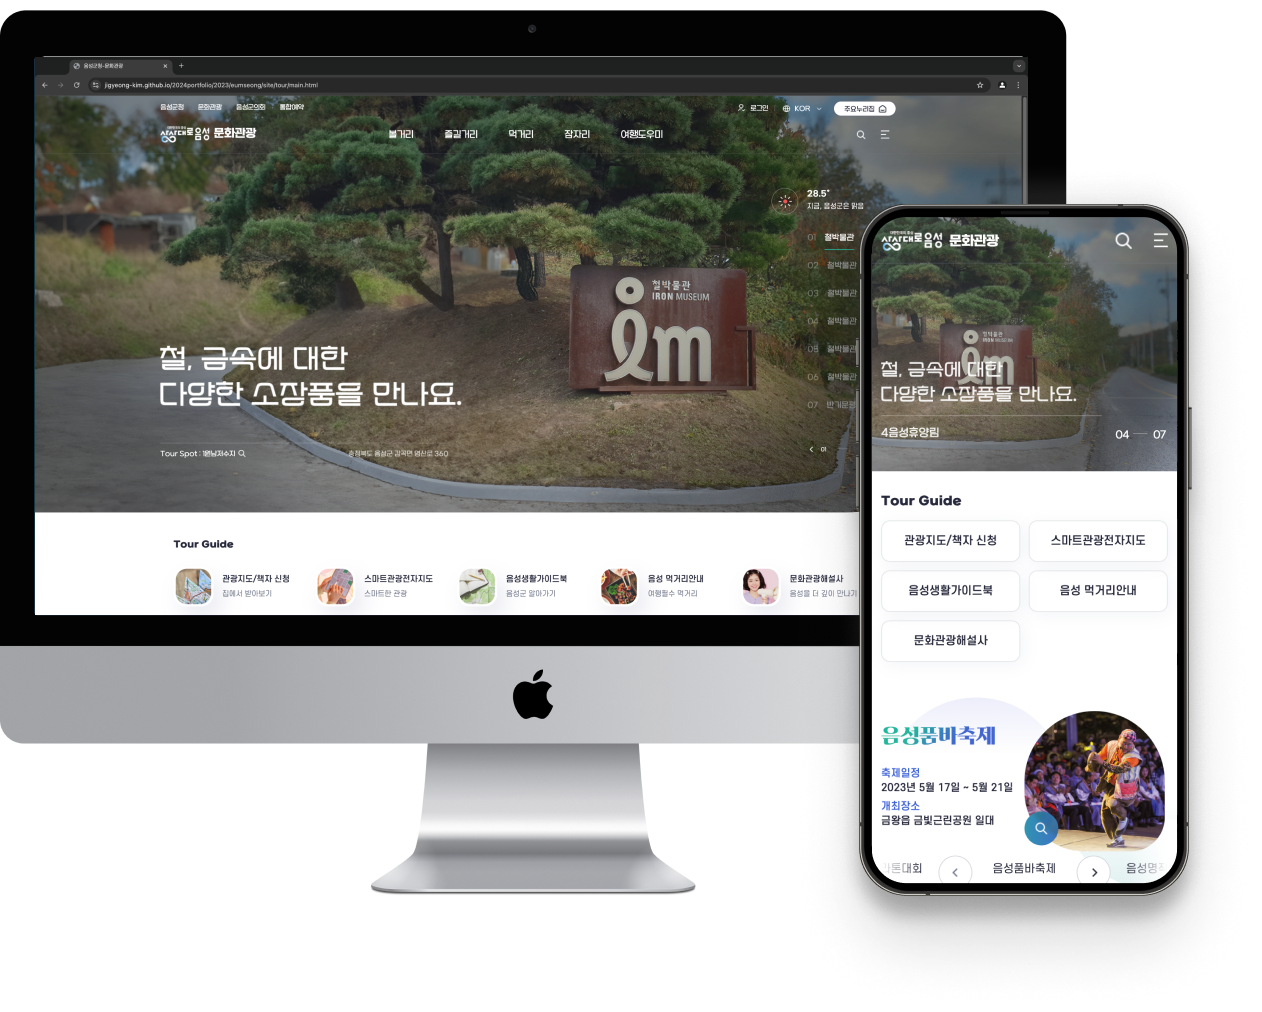 음성군청-문화관광
jigyeong-kim.github.io/2024portfolio/2023/eumseong/site/tour/main.html
음성군청 문화관광 음성군의회 통합예약
로그인 KOR 주요누리집
상상대로 음성 문화관광
볼거리 즐길거리 먹거리 잠자리 여행도우미
28.5°
지금, 음성군은 맑음
01 철박물관
02 철박물관
03 철박물관
04 철박물관
05 철박물관
06 철박물관
07
철박물관
IRON MUSEUM
철, 금속에 대한
다양한 소장품을 만나요.
Tour Spot : 원남저수지
충청북도 음성군 감곡면 영산로 360
01
Tour Guide
관광지도/책자 신청
집에서 받아보기
스마트관광전자지도
스마트한 관광
음성생활가이드북
음성군 알아가기
음성 먹거리안내
여행필수 먹거리
문화관광해설사
음성을 더 깊이 만나기
상상대로 음성 문화관광
철박물관
IRON MUSEUM
철, 금속에 대한
다양한 소장품을 만나요.
4음성휴양림
04 — 07
Tour Guide
관광지도/책자 신청
스마트관광전자지도
음성생활가이드북
음성 먹거리안내
문화관광해설사
음성품바축제
축제일정
2023년 5월 17일 ~ 5월 21일
개최장소
금왕읍 금빛근린공원 일대
톤대회 음성품바축제 음성명